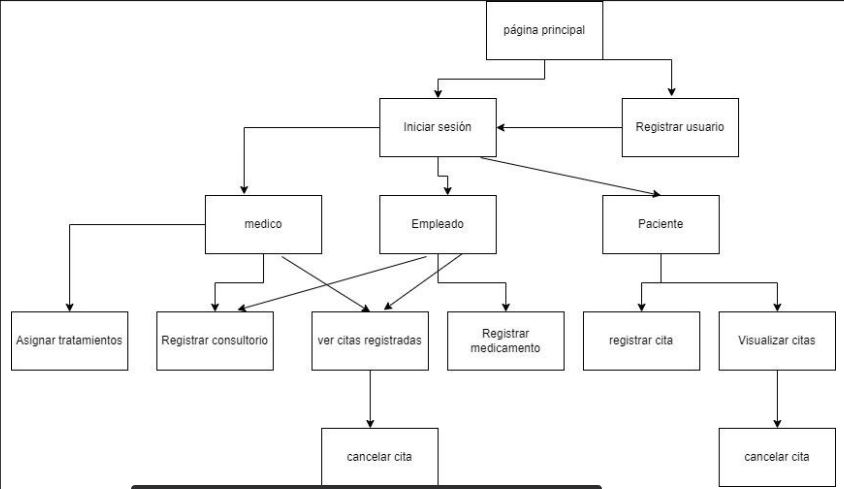 página principal
Iniciar sesión
Registrar usuario
medico
Empleado
Paciente
Asignar tratamientos
Registrar consultorio
ver citas registradas
Registrar
medicamento
registrar cita
Visualizar citas
cancelar cita
cancelar cita